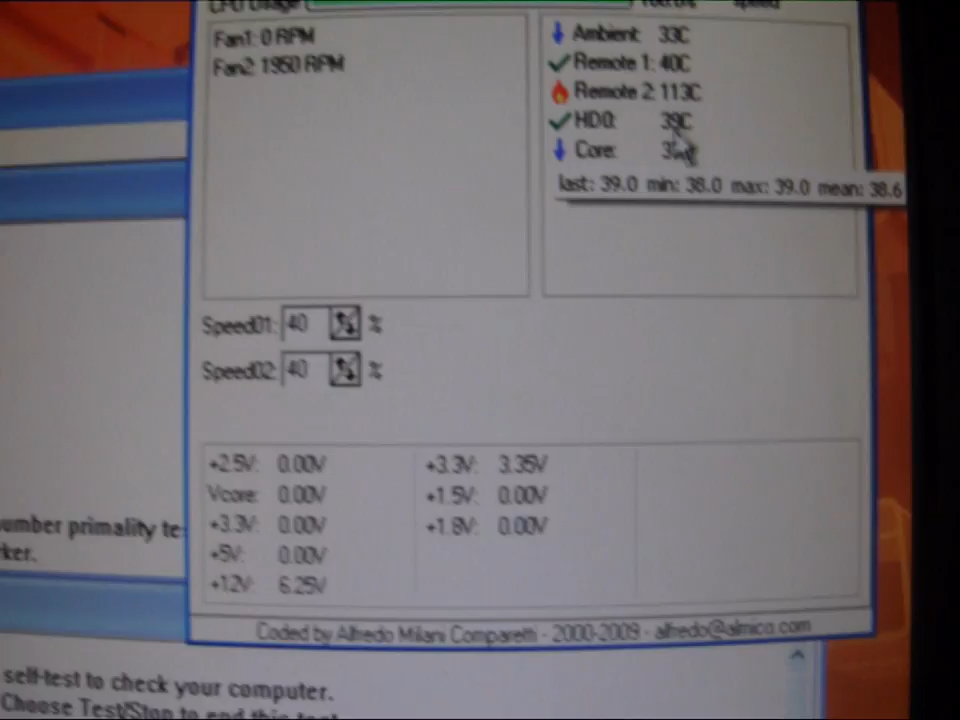 CPU Usage
Fan1: 0 RPM
Fan2: 1950 RPM
Ambient: 33C
Remote 1: 40C
Remote 2: 113C
HD0: 39C
Core:
last: 39.0 min: 38.0 max: 39.0 mean: 38.6
Speed01: 40 %
Speed02: 40 %
+2.5V: 0.00V
Vcore: 0.00V
+3.3V: 0.00V
+5V: 0.00V
+12V: 6.25V
+3.3V: 3.35V
+1.5V: 0.00V
+1.8V: 0.00V
Coded by Alfredo Milani Comparetti - 2000-2009 - alfredo@almico.com
umber primality te
ker.
self-test to check your computer.
Choose Test/Stop to end this test